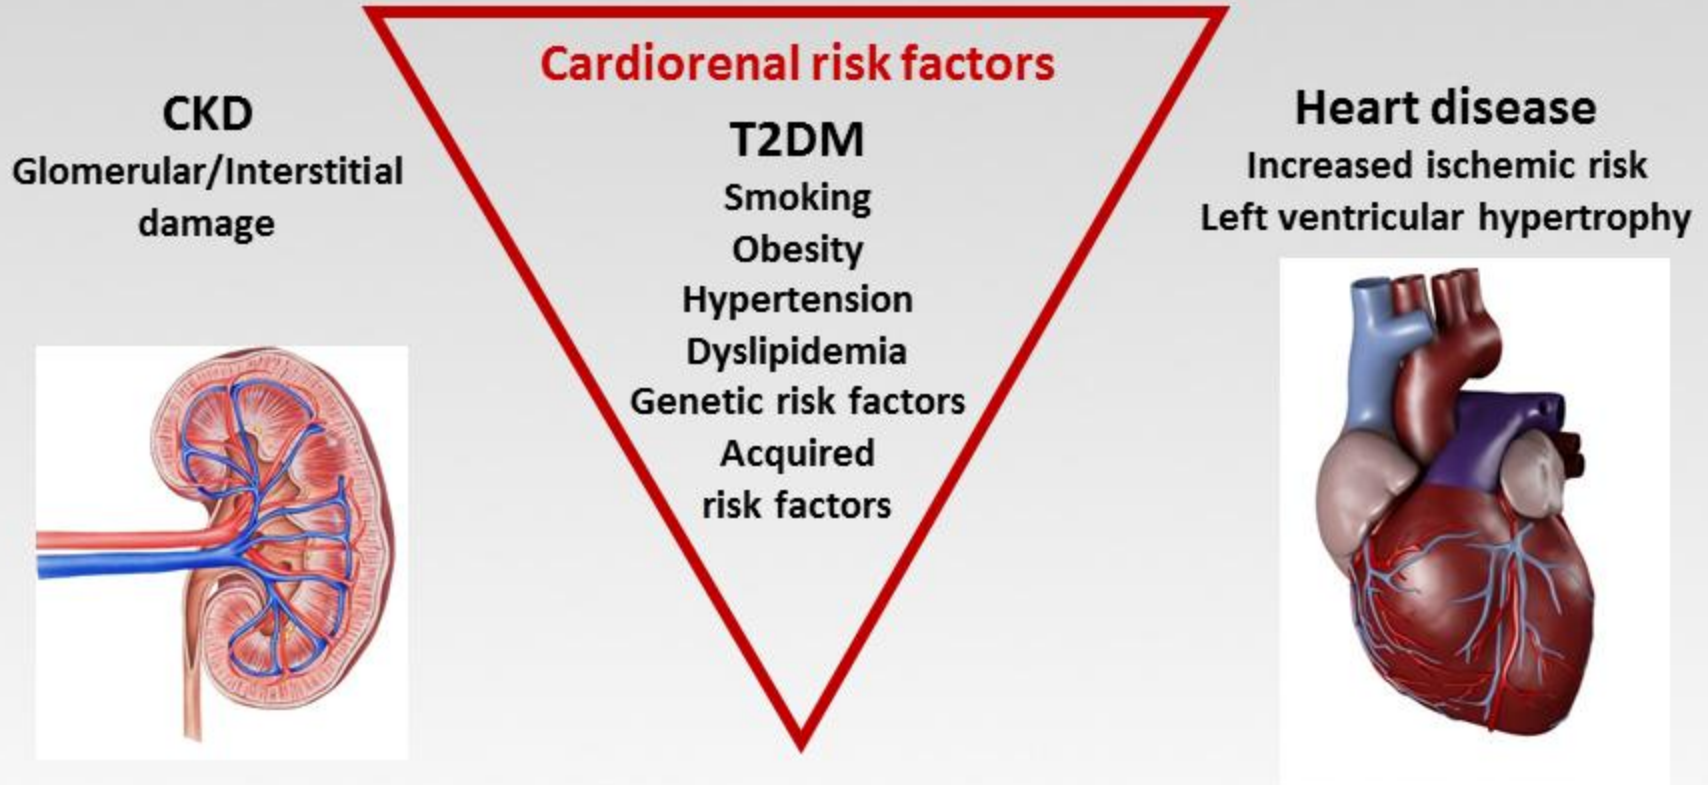 Cardiorenal risk factors
CKD
Glomerular/Interstitial
damage
T2DM
Smoking
Obesity
Hypertension
Dyslipidemia
Genetic risk factors
Acquired
risk factors
Heart disease
Increased ischemic risk
Left ventricular hypertrophy